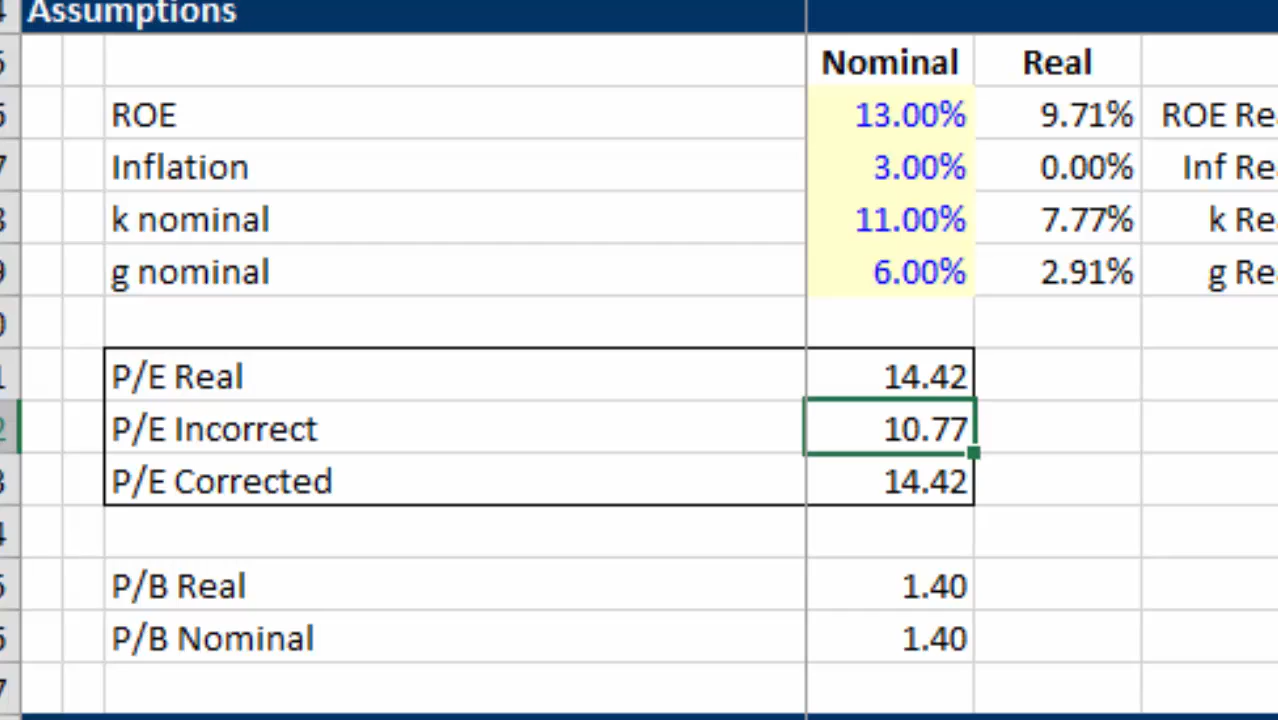 Assumptions
Nominal Real
ROE 13.00% 9.71% ROE
Inflation 3.00% 0.00% Inf
k nominal 11.00% 7.77% k
g nominal 6.00% 2.91% g
P/E Real 14.42
P/E Incorrect 10.77
P/E Corrected 14.42
P/B Real 1.40
P/B Nominal 1.40